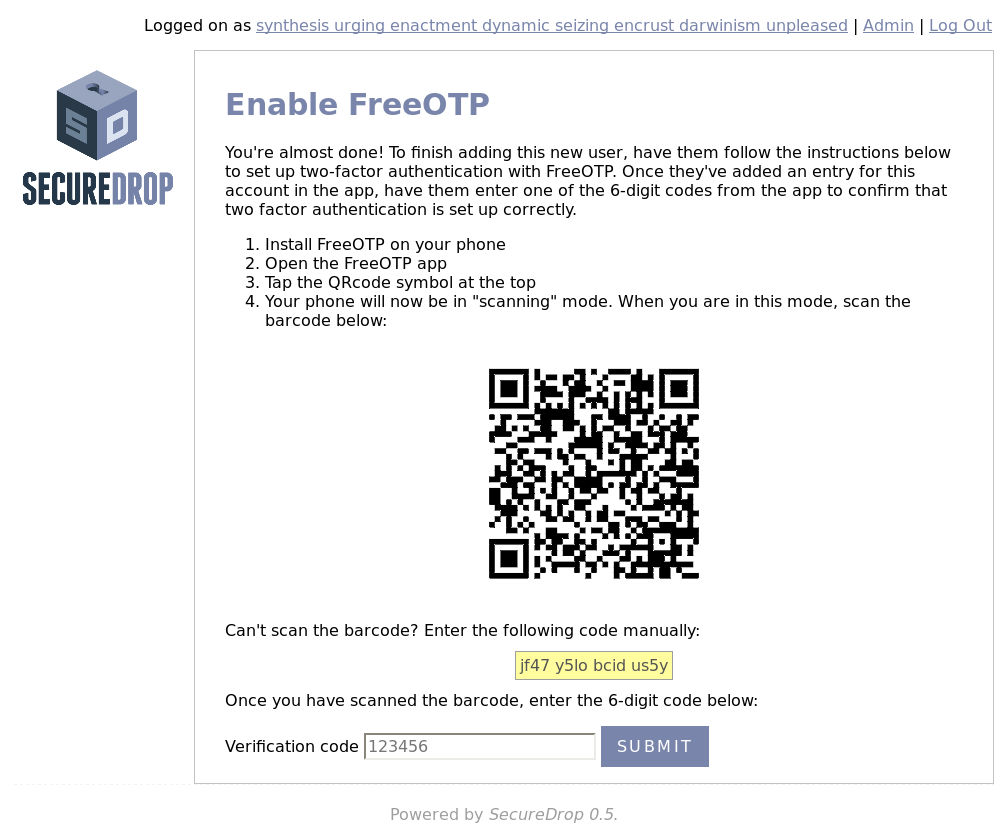 Logged on as synthesis urging enactment dynamic seizing encrust darwinism unpleased | Admin | Log Out
SD
SECUREDROP
Enable FreeOTP
You're almost done! To finish adding this new user, have them follow the instructions below
to set up two-factor authentication with FreeOTP. Once they've added an entry for this
account in the app, have them enter one of the 6-digit codes from the app to confirm that
two factor authentication is set up correctly.
1. Install FreeOTP on your phone
2. Open the FreeOTP app
3. Tap the QRcode symbol at the top
4. Your phone will now be in "scanning" mode. When you are in this mode, scan the
barcode below:
Can't scan the barcode? Enter the following code manually:
jf47 y5lo bcid us5y
Once you have scanned the barcode, enter the 6-digit code below:
Verification code 123456 SUBMIT
Powered by SecureDrop 0.5.